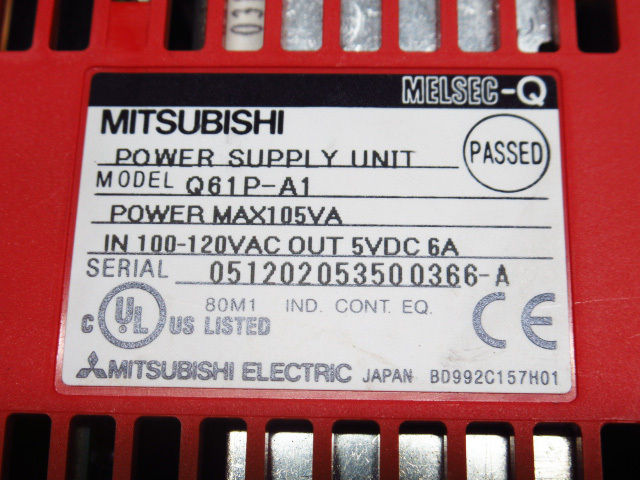 MELSEC-Q
MITSUBISHI
POWER SUPPLY UNIT
PASSED
MODEL Q61P-A1
POWER MAX105VA
IN 100-120VAC OUT 5VDC 6A
SERIAL 051202053500366-A
C UL US LISTED
80M1 IND. CONT. EQ.
CE
MITSUBISHI ELECTRIC JAPAN BD992C157H01